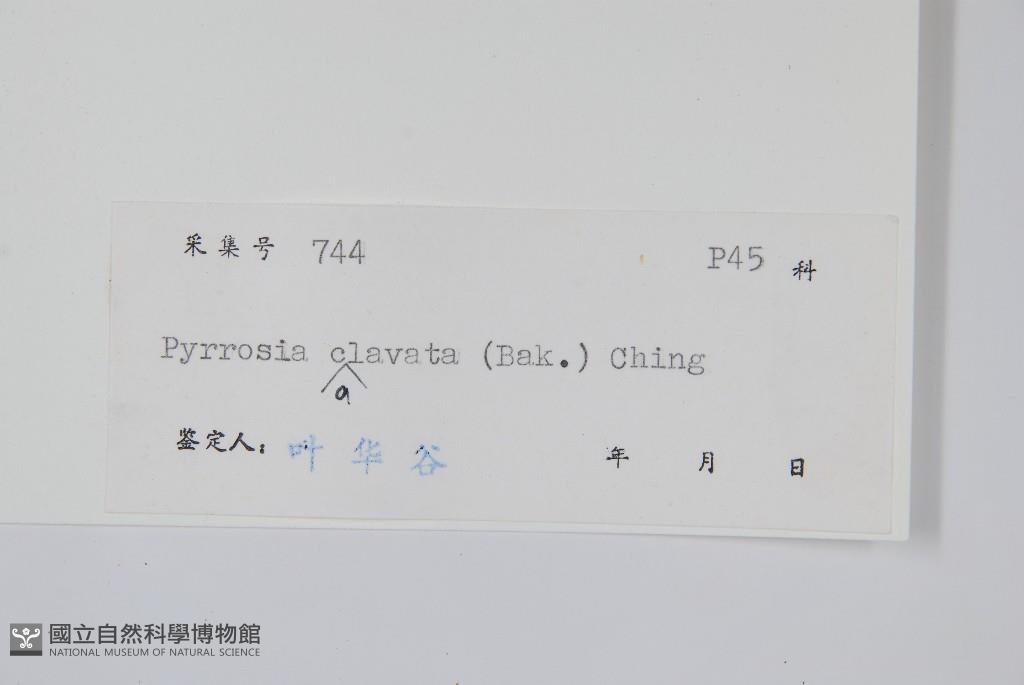 采集号 744 P45 科
Pyrrosia clavata (Bak.) Ching
a
鉴定人: 叶华谷 年 月 日
國立自然科學博物館
NATIONAL MUSEUM OF NATURAL SCIENCE